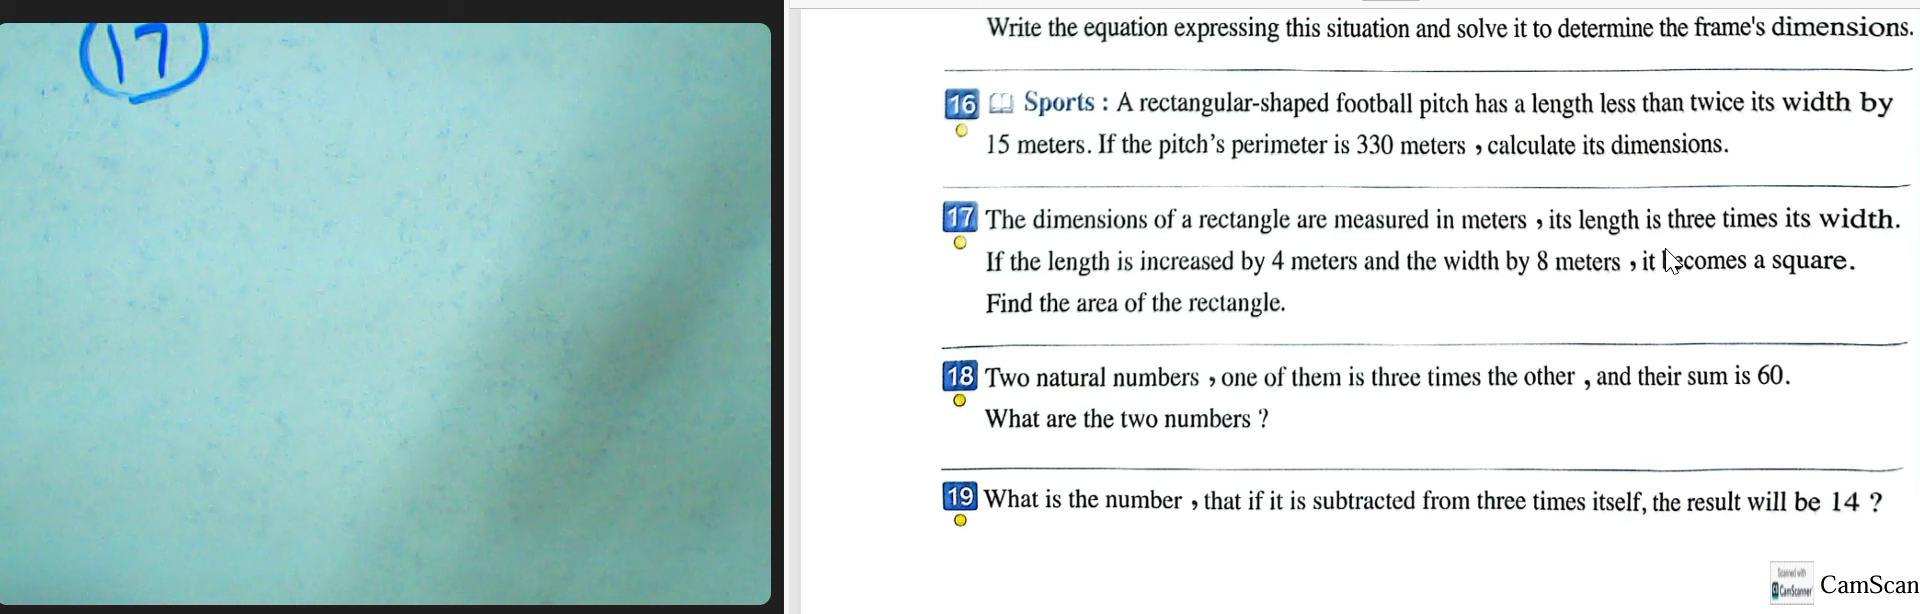 17
Write the equation expressing this situation and solve it to determine the frame's dimensions.
16 Sports : A rectangular-shaped football pitch has a length less than twice its width by
15 meters. If the pitch's perimeter is 330 meters , calculate its dimensions.
17 The dimensions of a rectangle are measured in meters , its length is three times its width.
If the length is increased by 4 meters and the width by 8 meters , it becomes a square.
Find the area of the rectangle.
18 Two natural numbers , one of them is three times the other , and their sum is 60.
What are the two numbers ?
19 What is the number , that if it is subtracted from three times itself, the result will be 14 ?
Scanned with
CamScanner
CamScan